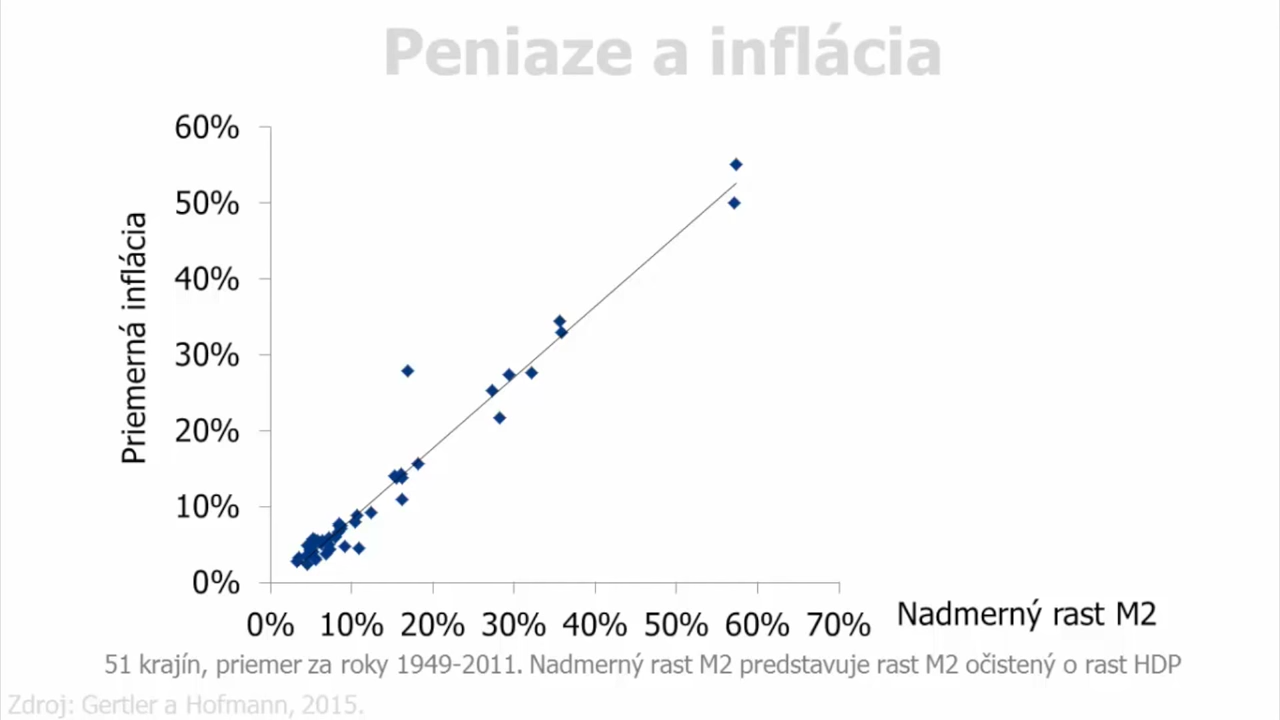 Peniaze a inflácia
60%
50%
40%
30%
20%
10%
0%
Priemerná inflácia
0% 10% 20% 30% 40% 50% 60% 70%
Nadmerný rast M2
51 krajín, priemer za roky 1949-2011. Nadmerný rast M2 predstavuje rast M2 očistený o rast HDP
Zdroj: Gertler a Hofmann, 2015.